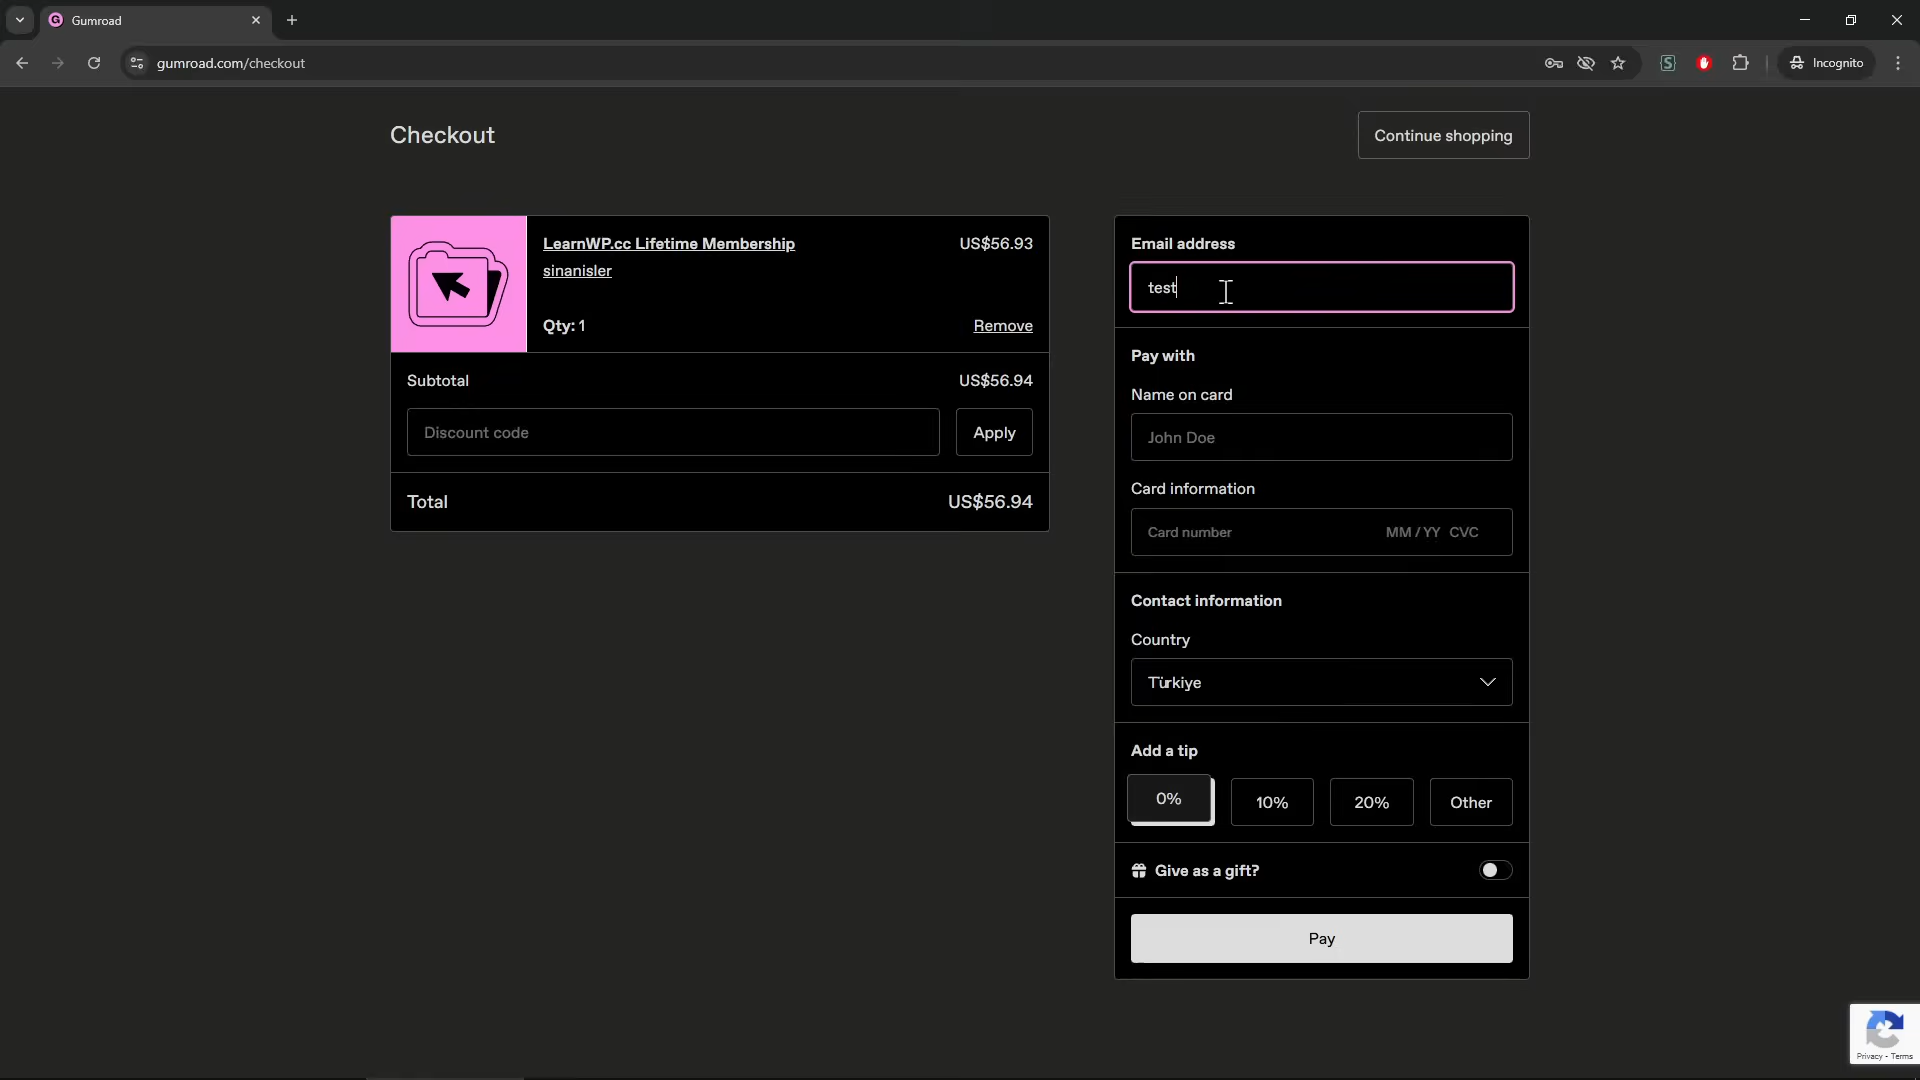 Gumroad
gumroad.com/checkout
Incognito
Checkout
Continue shopping
LearnWP.cc Lifetime Membership US$56.93
sinanisler
Qty: 1 Remove
Subtotal US$56.94
Discount code Apply
Total US$56.94
Email address
test
Pay with
Name on card
John Doe
Card information
Card number MM / YY CVC
Contact information
Country
Türkiye
Add a tip
0% 10% 20% Other
Give as a gift?
Pay
Privacy - Terms